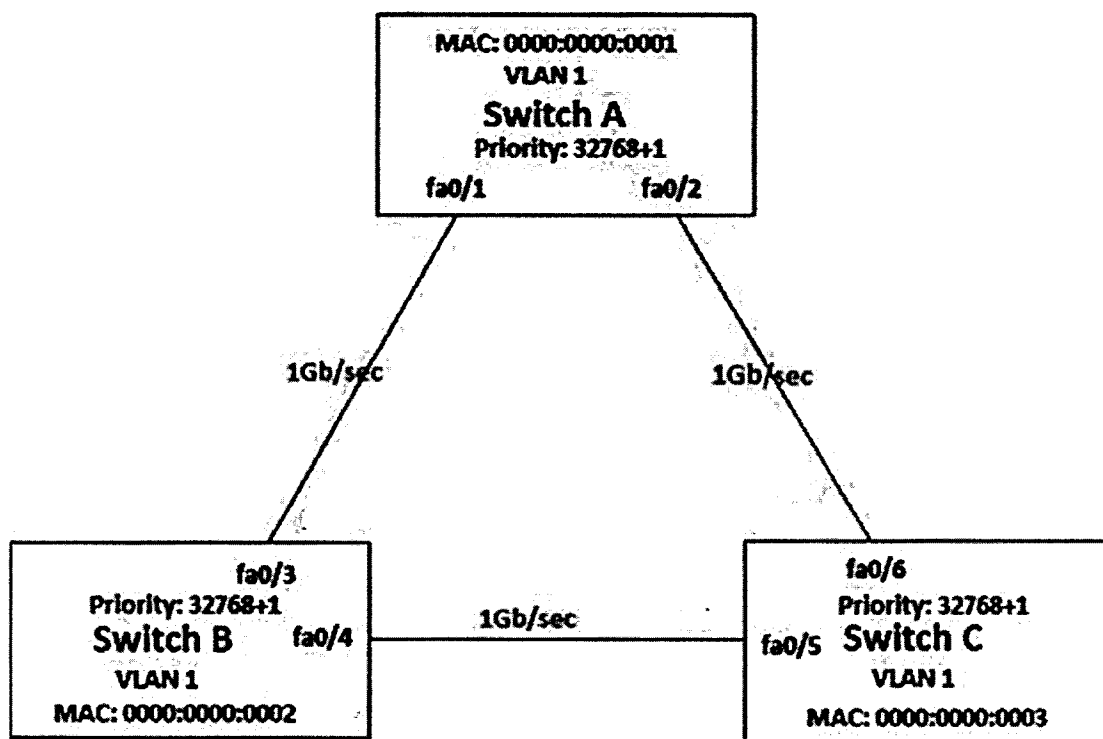 MAC: 0000:0000:0001
VLAN 1
Switch A
Priority: 32768+1
fa0/1
fa0/2
1Gb/sec
1Gb/sec
fa0/3
Priority: 32768+1
Switch B
fa0/4
VLAN 1
MAC: 0000:0000:0002
1Gb/sec
fa0/6
Priority: 32768+1
fa0/5
Switch C
VLAN 1
MAC: 0000:0000:0003